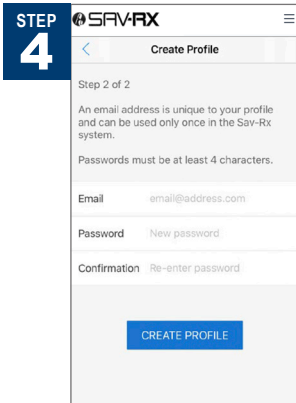 STEP
4
SAV-RX
Create Profile
Step 2 of 2
An email address is unique to your profile
and can be used only once in the Sav-Rx
system.
Passwords must be at least 4 characters.
Email email@address.com
Password New password
Confirmation Re-enter password
CREATE PROFILE